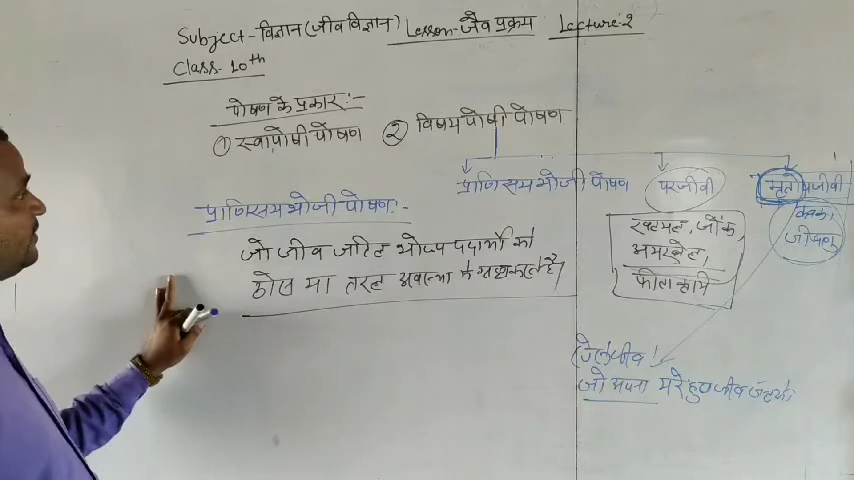 Subject - विज्ञान (जीव विज्ञान) Lesson - जैव प्रक्रम Lecture-2
Class- 10th
पोषण के प्रकार :-
① स्वपोषी पोषण ② विषमपोषी पोषण
प्राणिसमभोजी पोषण परजीवी मृतोपजीवी
खटमल, जोंक,
अमरबेल,
फीता कृमि
कवक,
जीवाणु
प्राणिसमभोजी पोषण :-
जो जीव जटिल भोज्य पदार्थों को
ठोस या तरल अवस्था में ग्रहण करते हैं।
जो अपना मरे हुए जीव